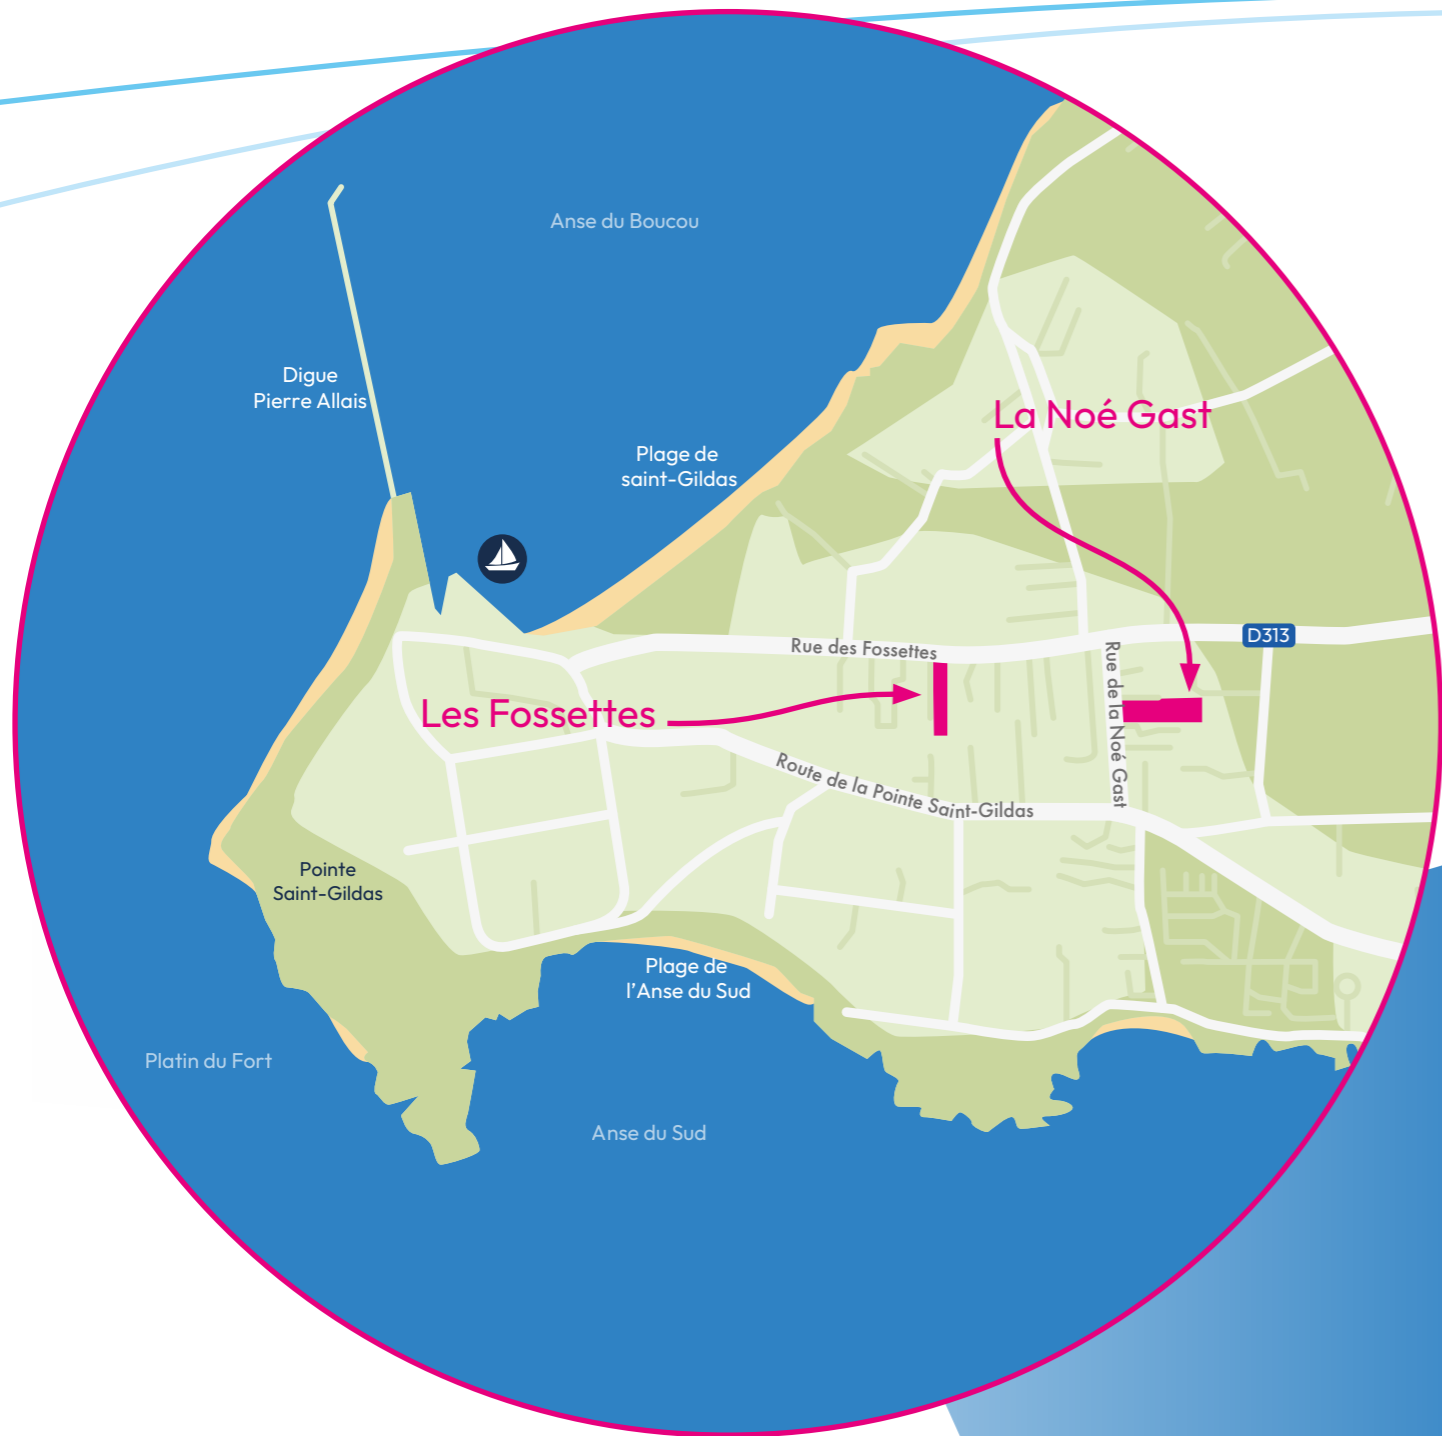 Anse du Boucou
Digue
Pierre Allais
La Noé Gast
Plage de
saint-Gildas
D313
Rue des Fossettes
Rue de la Noé Gast
Les Fossettes
Route de la Pointe Saint-Gildas
Pointe
Saint-Gildas
Plage de
l'Anse du Sud
Platin du Fort
Anse du Sud